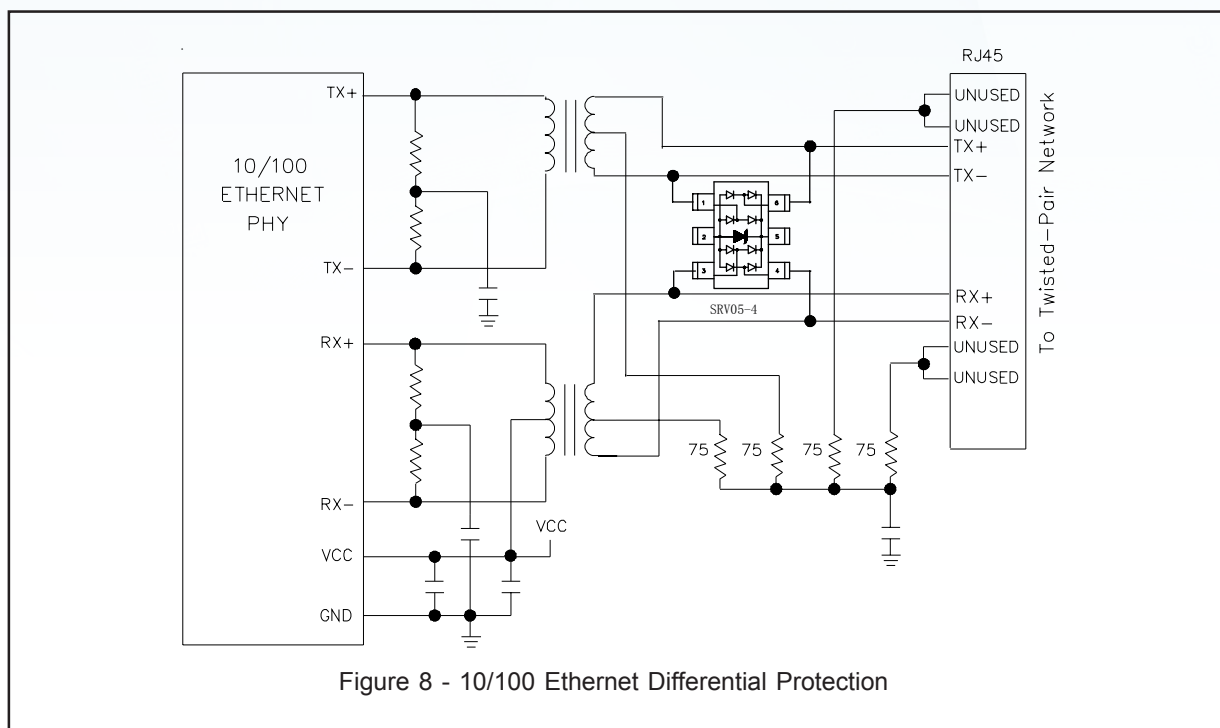 RJ45
TX+
UNUSED
UNUSED
TX+
TX-
10/100
ETHERNET
PHY
1
6
2
5
3
4
To Twisted-Pair Network
TX-
RX+
SRV05-4
RX-
RX+
UNUSED
UNUSED
75
75
75
75
RX-
VCC
VCC
GND
Figure 8 - 10/100 Ethernet Differential Protection